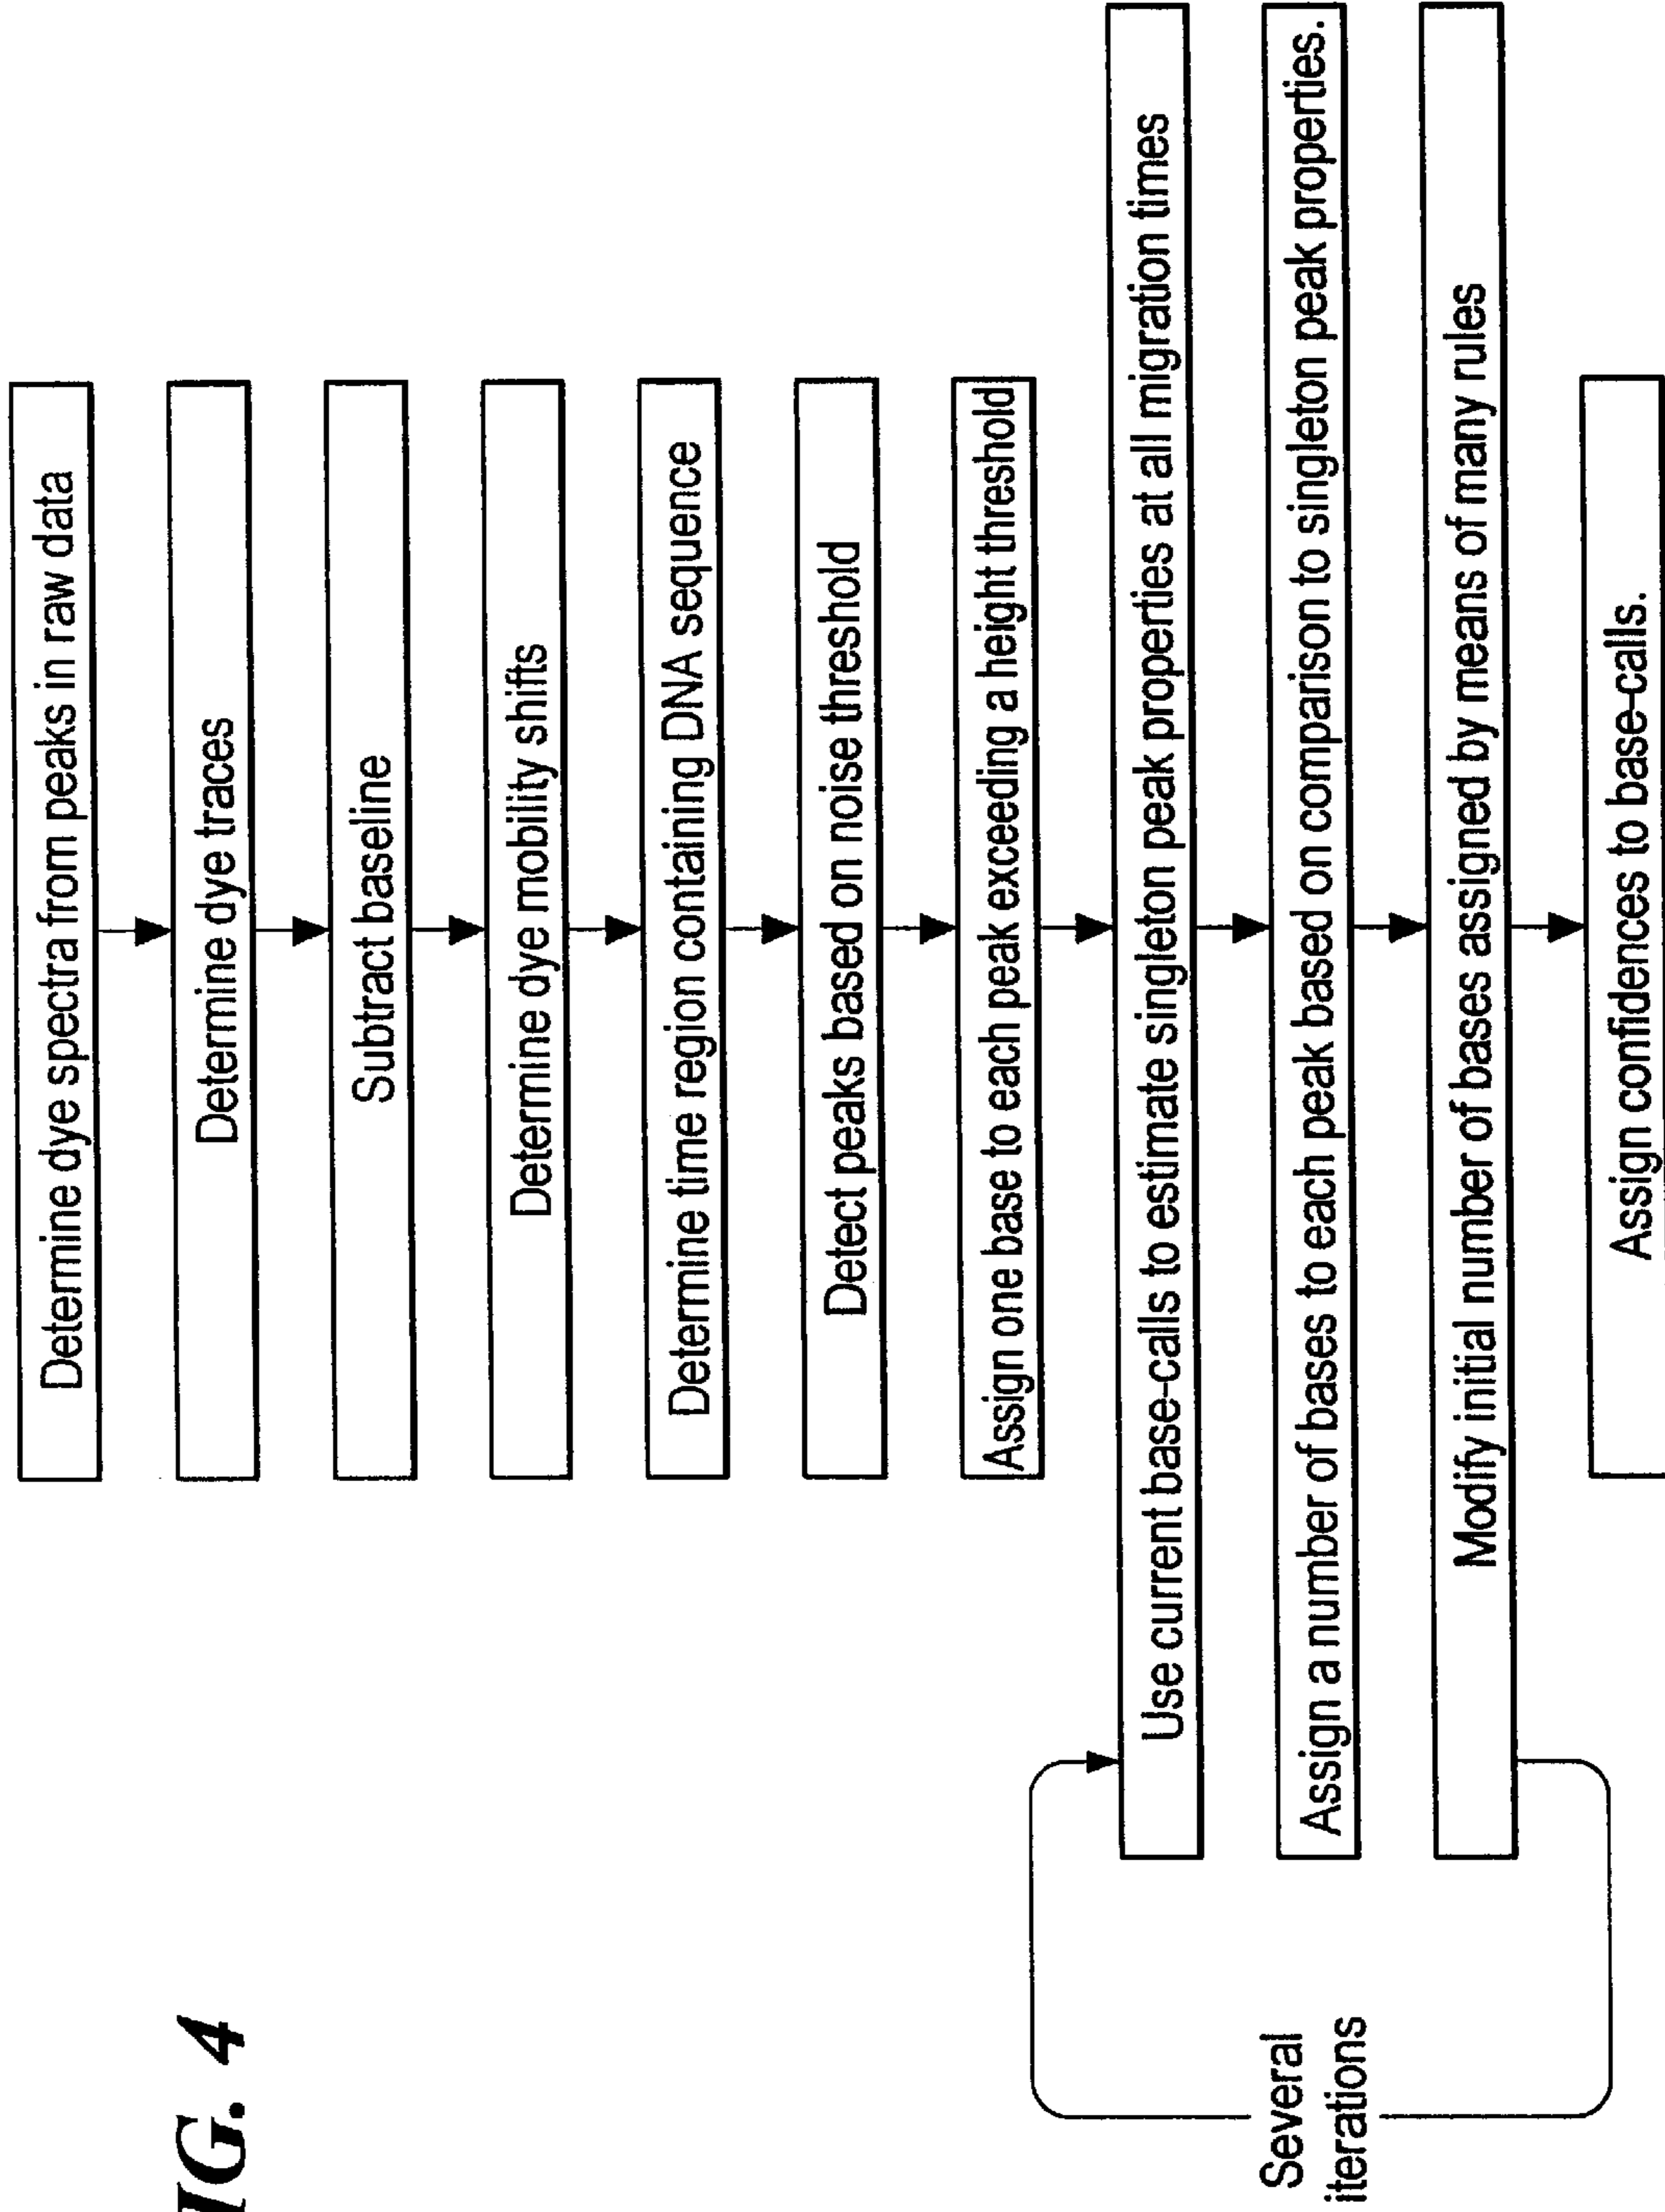 IG. 4
Determine dye spectra from peaks in raw data
Determine dye traces
Subtract baseline
Determine dye mobility shifts
Determine time region containing DNA sequence
Detect peaks based on noise threshold
Assign one base to each peak exceeding a height threshold
Use current base-calls to estimate singleton peak properties at all migration times
Assign a number of bases to each peak based on comparison to singleton peak properties.
Modify initial number of bases assigned by means of many rules
Several
iterations
Assign confidences to base-calls.